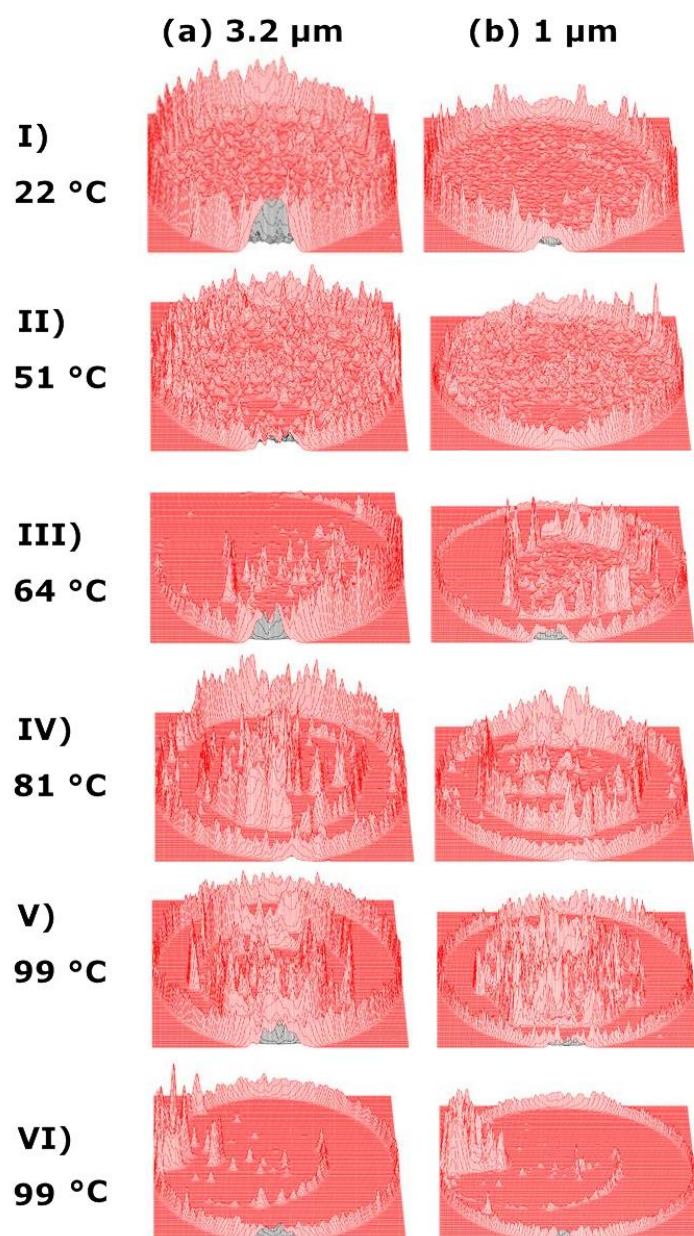 (a) 3.2 µm (b) 1 µm
I)
22 °C
II)
51 °C
III)
64 °C
IV)
81 °C
V)
99 °C
VI)
99 °C